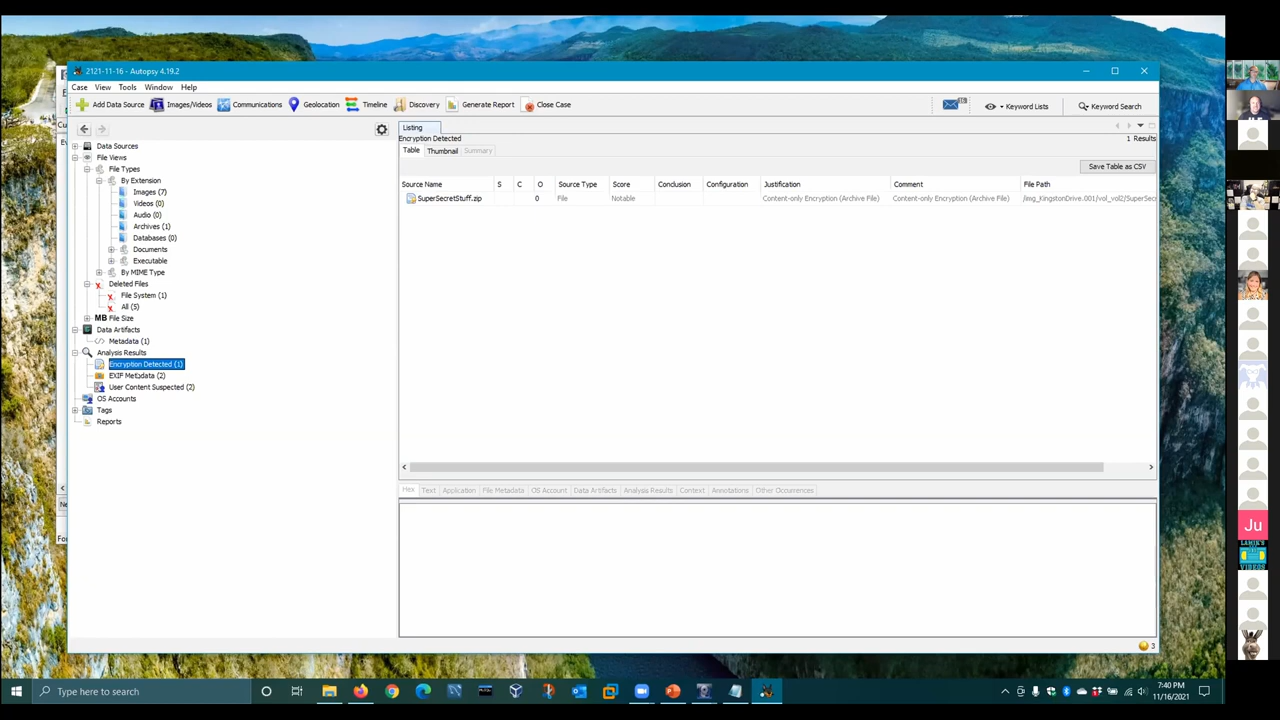 2121-11-16 - Autopsy 4.19.2
Case View Tools Window Help
Add Data Source Images/Videos Communications Geolocation Timeline Discovery Generate Report Close Case Keyword Lists Keyword Search
Listing
Encryption Detected
1 Results
Table Thumbnail Summary
Save Table as CSV
Source Name S C O Source Type Score Conclusion Configuration Justification Comment File Path
SuperSecretStuff.zip 0 File Notable Content-only Encryption (Archive File) Content-only Encryption (Archive File) /img_KingstonDrive.001/vol_vol2/SuperSecr
Data Sources
File Views
File Types
By Extension
Images (7)
Videos (0)
Audio (0)
Archives (1)
Databases (0)
Documents
Executable
By MIME Type
Deleted Files
File System (1)
All (5)
MB File Size
Data Artifacts
Metadata (1)
Analysis Results
Encryption Detected (1)
EXIF Metadata (2)
User Content Suspected (2)
OS Accounts
Tags
Reports
Hex Text Application File Metadata OS Account Data Artifacts Analysis Results Context Annotations Other Occurrences
3
Ju
Type here to search
7:40 PM
11/16/2021